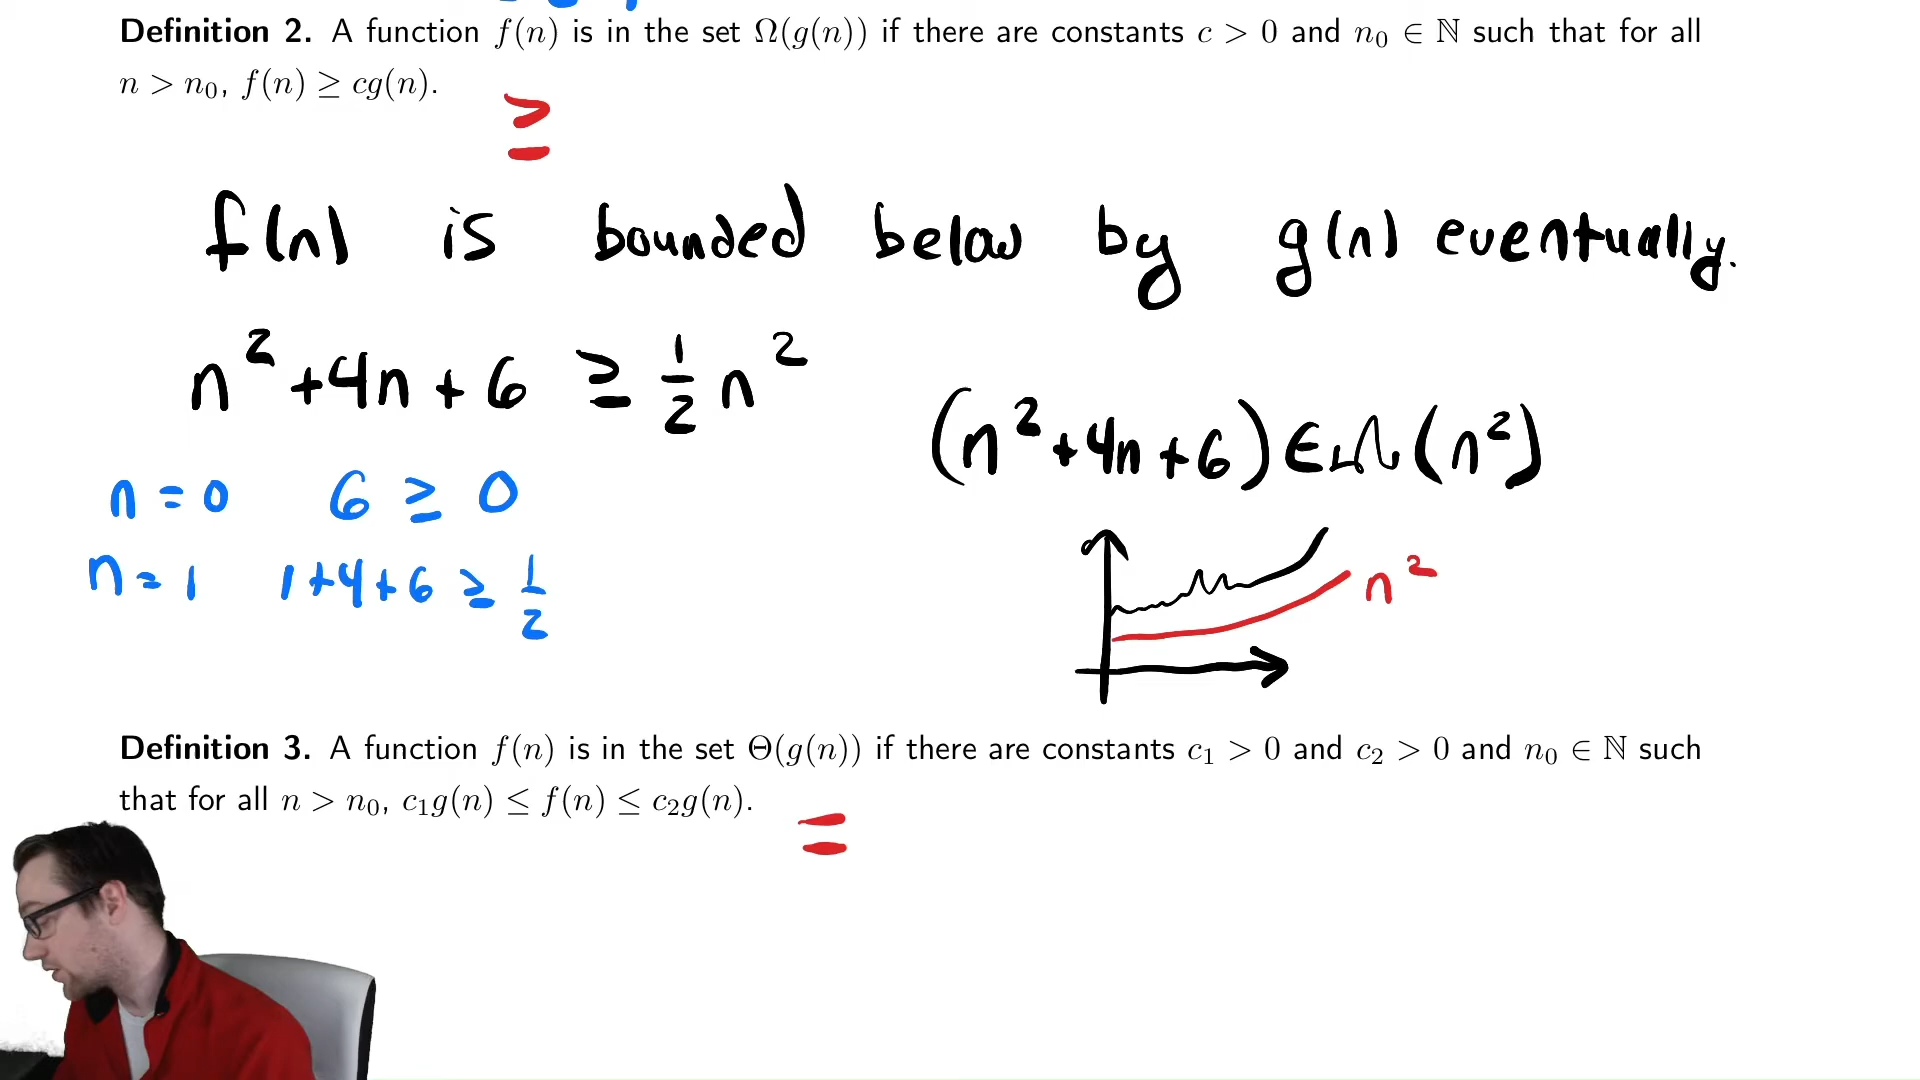 Definition 2. A function f(n) is in the set Ω(g(n)) if there are constants c > 0 and n₀ ∈ ℕ such that for all
n > n₀, f(n) ≥ cg(n).
≥
f(n) is bounded below by g(n) eventually.
n² + 4n + 6 ≥ ½ n²
(n² + 4n + 6) ∈ Ω(n²)
n = 0 6 ≥ 0
n = 1 1 + 4 + 6 ≥ ½
n²
Definition 3. A function f(n) is in the set Θ(g(n)) if there are constants c₁ > 0 and c₂ > 0 and n₀ ∈ ℕ such
that for all n > n₀, c₁g(n) ≤ f(n) ≤ c₂g(n).
=